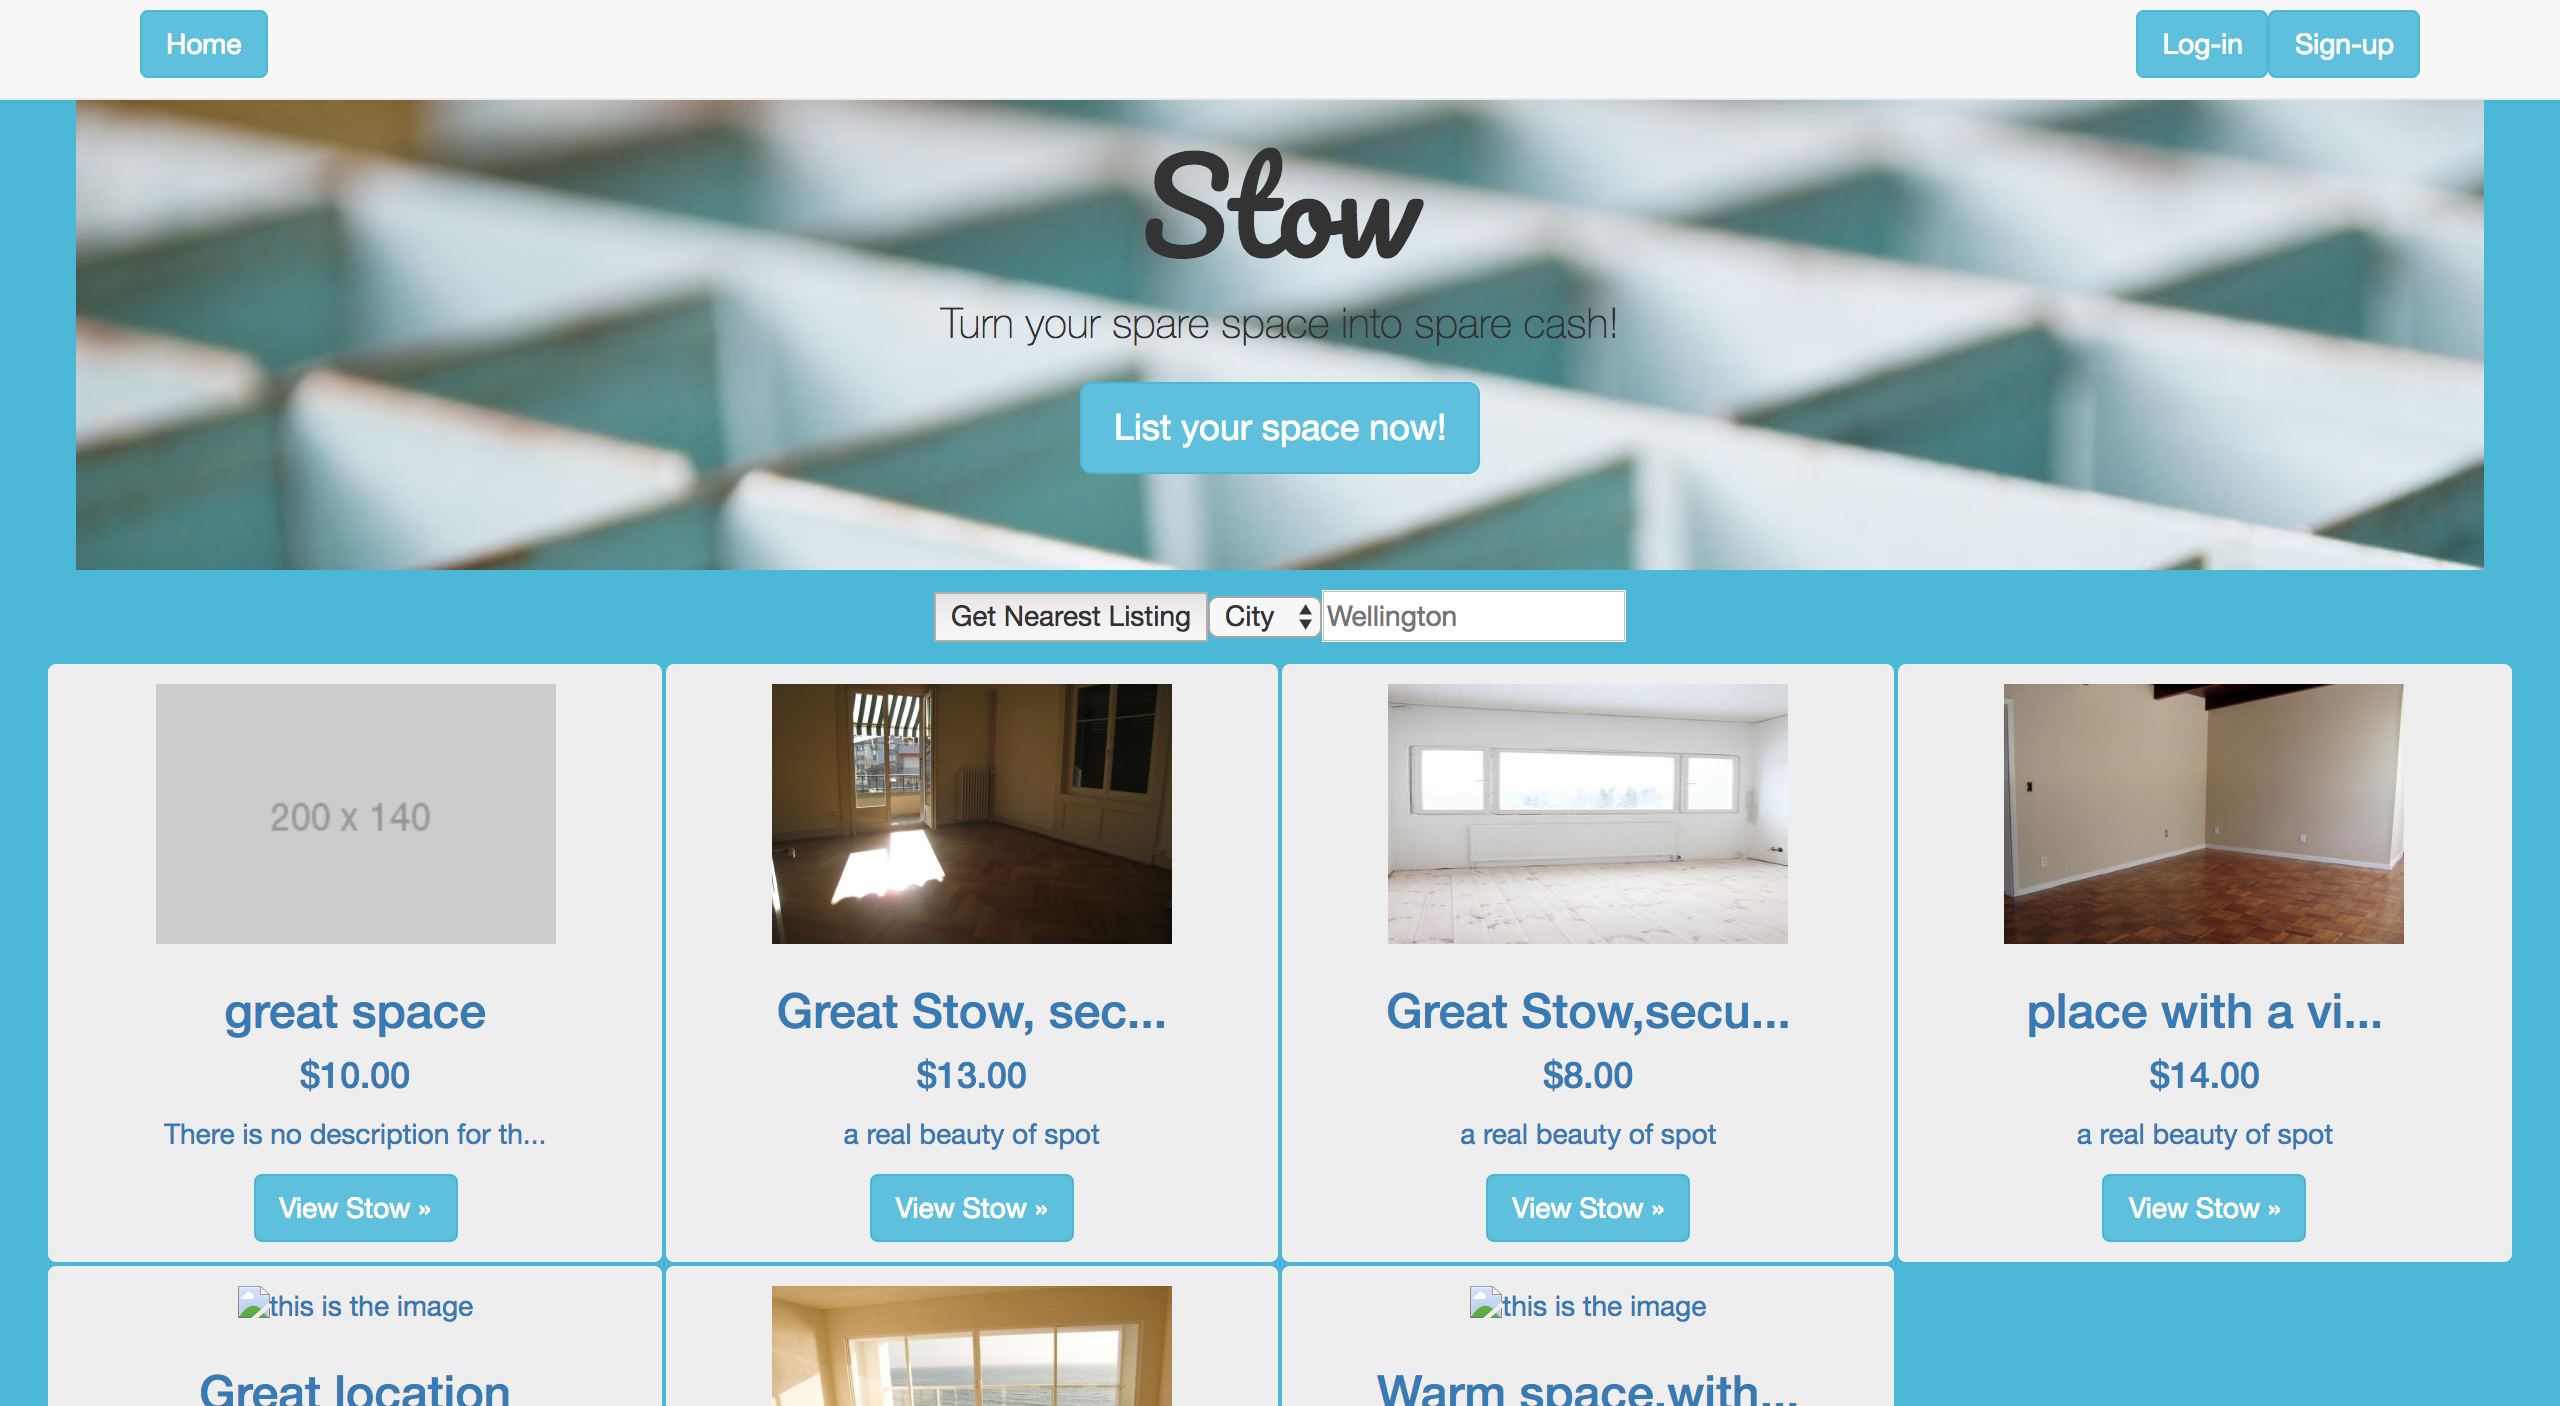 Home
Log-in Sign-up
Stow
Turn your spare space into spare cash!
List your space now!
Get Nearest Listing City Wellington
200 x 140
great space
$10.00
There is no description for th...
View Stow »
Great Stow, sec...
$13.00
a real beauty of spot
View Stow »
Great Stow,secu...
$8.00
a real beauty of spot
View Stow »
place with a vi...
$14.00
a real beauty of spot
View Stow »
this is the image
Great location
this is the image
Warm space,with...